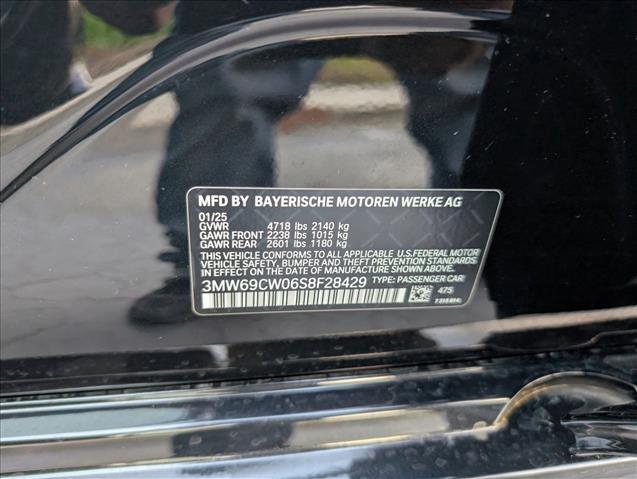 MFD BY BAYERISCHE MOTOREN WERKE AG
01/25
GVWR 4718 lbs 2140 kg
GAWR FRONT 2238 lbs 1015 kg
GAWR REAR 2601 lbs 1180 kg
THIS VEHICLE CONFORMS TO ALL APPLICABLE U.S.FEDERAL MOTOR
VEHICLE SAFETY, BUMPER AND THEFT PREVENTION STANDARDS
IN EFFECT ON THE DATE OF MANUFACTURE SHOWN ABOVE.
3MW69CW06S8F28429 TYPE: PASSENGER CAR
475